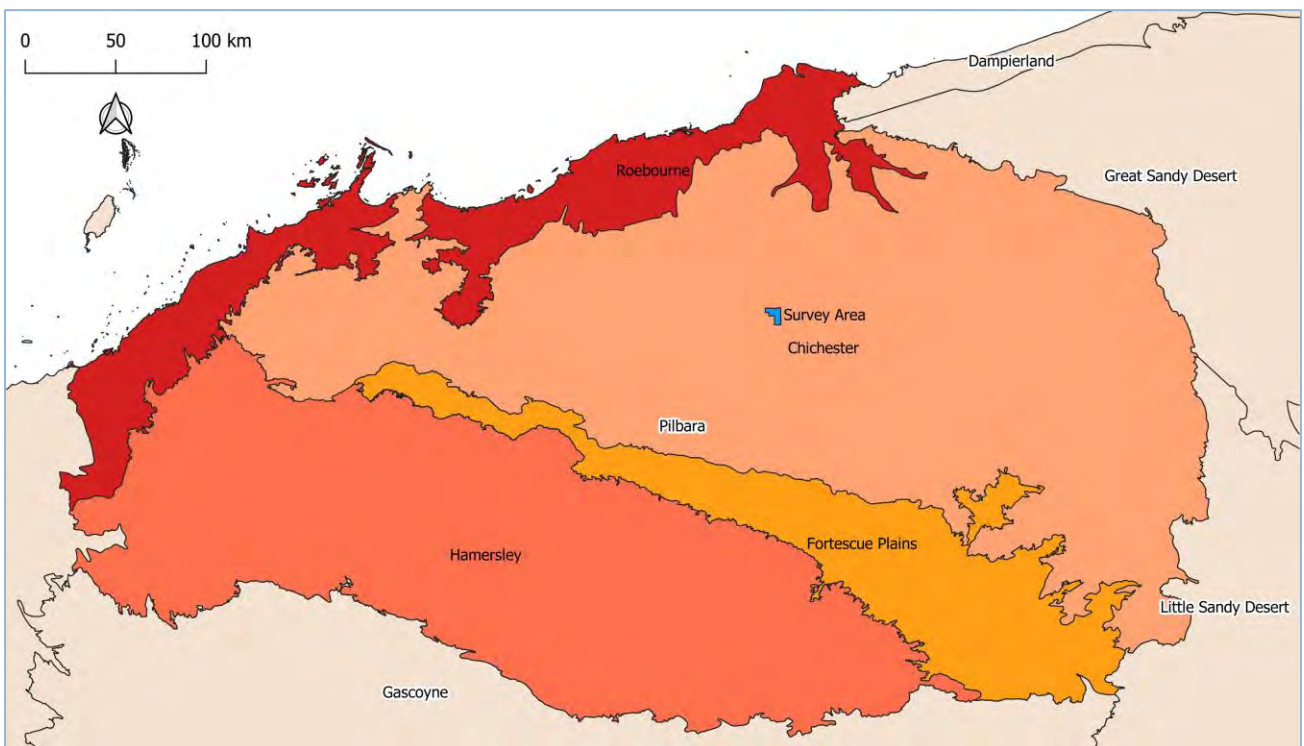 0 50 100 km
Dampierland
Roebourne
Great Sandy Desert
Survey Area
Chichester
Pilbara
Fortescue Plains
Hamersley
Little Sandy Desert
Gascoyne